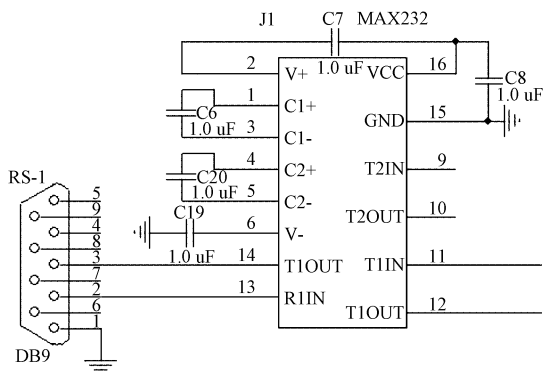 J1 C7 MAX232
2 V+ 1.0 uF VCC 16
C8
1.0 uF
1 C1+
C6
1.0 uF
GND 15
3 C1-
4 C2+ T2IN 9
C20
1.0 uF
RS-1
5 C2-
C19
T2OUT 10
6 V-
1.0 uF
14 T1OUT T1IN 11
13 R1IN
T1OUT 12
5
9
4
8
3
7
2
6
1
DB9